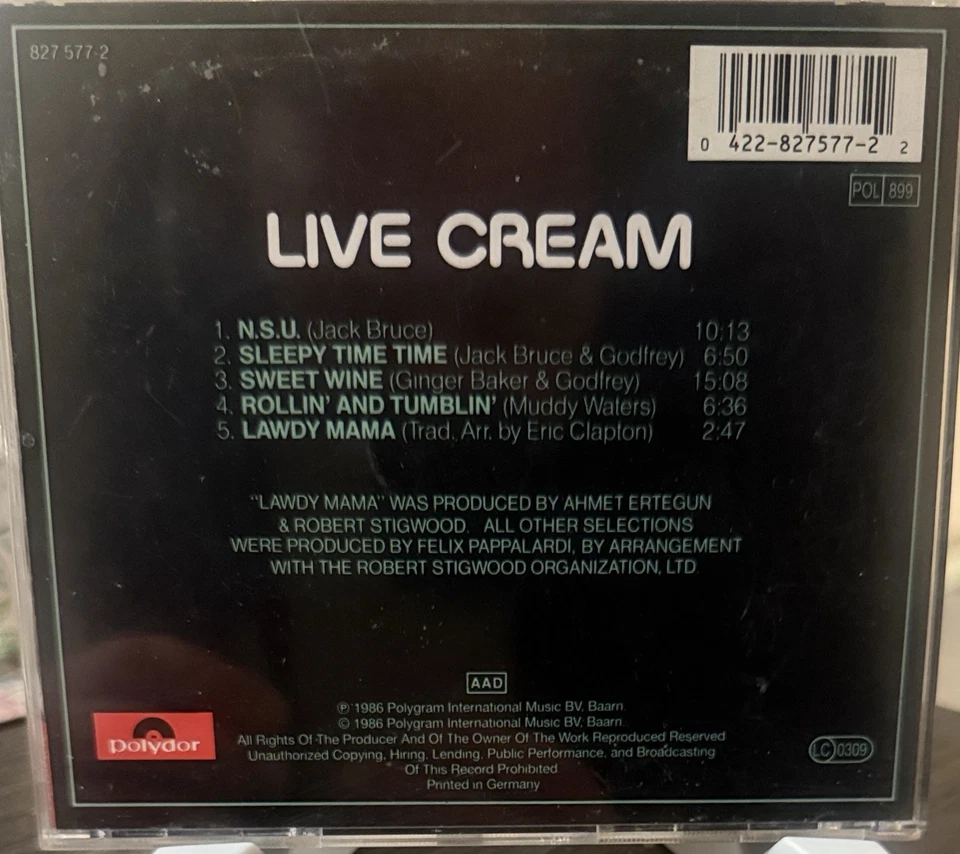 827 577-2
0 422-827577-2 2
POL 899
LIVE CREAM
1. N.S.U. (Jack Bruce) 10:13
2. SLEEPY TIME TIME (Jack Bruce & Godfrey) 6:50
3. SWEET WINE (Ginger Baker & Godfrey) 15:08
4. ROLLIN' AND TUMBLIN' (Muddy Waters) 6:36
5. LAWDY MAMA (Trad. Arr. by Eric Clapton) 2:47
"LAWDY MAMA" WAS PRODUCED BY AHMET ERTEGUN
& ROBERT STIGWOOD. ALL OTHER SELECTIONS
WERE PRODUCED BY FELIX PAPPALARDI, BY ARRANGEMENT
WITH THE ROBERT STIGWOOD ORGANIZATION, LTD
AAD
℗ 1986 Polygram International Music BV, Baarn
© 1986 Polygram International Music BV, Baarn
All Rights Of The Producer And Of The Owner Of The Work Reproduced Reserved
Unauthorized Copying, Hiring, Lending, Public Performance, and Broadcasting
Of This Record Prohibited
Printed in Germany
polydor
LC 0309